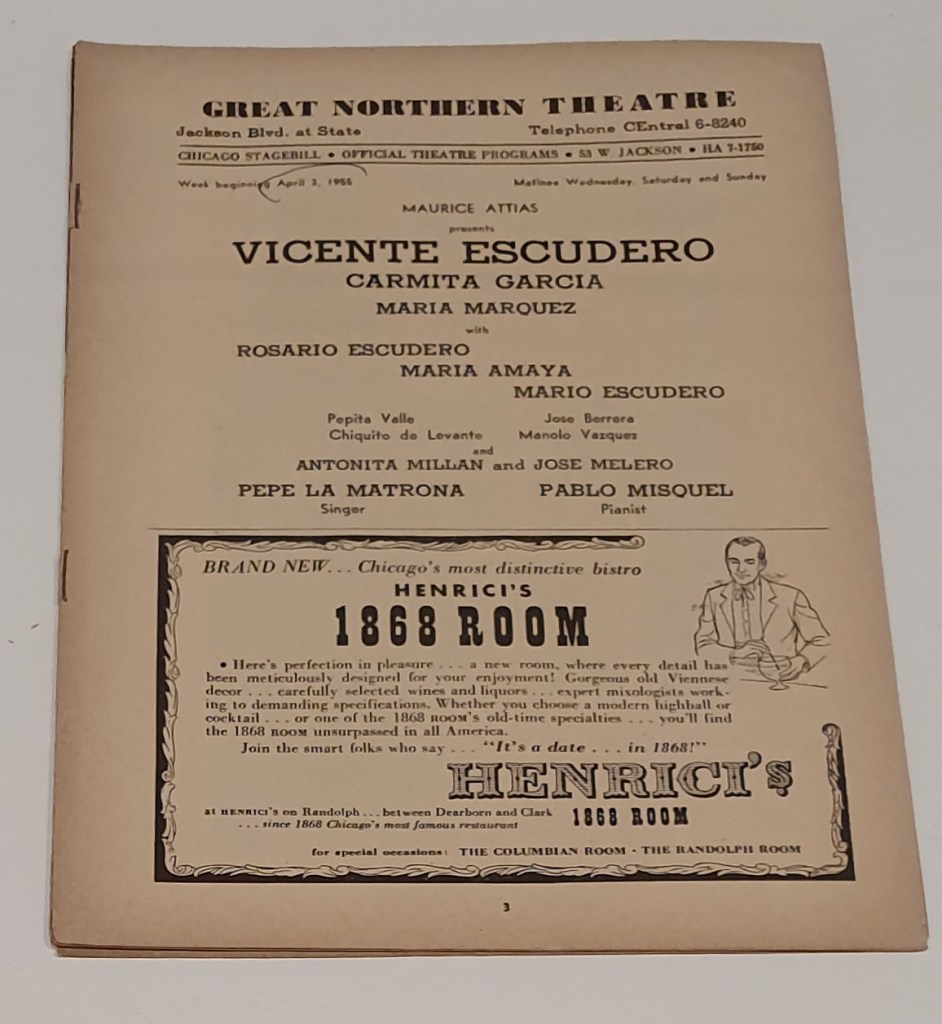 GREAT NORTHERN THEATRE
Jackson Blvd. at State Telephone CEntral 6-8240
CHICAGO STAGEBILL • OFFICIAL THEATRE PROGRAMS • 53 W. JACKSON • HA 7-1750
Week beginning April 3, 1955 Matinee Wednesday, Saturday and Sunday
MAURICE ATTIAS
presents
VICENTE ESCUDERO
CARMITA GARCIA
MARIA MARQUEZ
with
ROSARIO ESCUDERO
MARIA AMAYA
MARIO ESCUDERO
Pepita Valle Jose Berrera
Chiquito de Levante Manolo Vazquez
and
ANTONITA MILLAN and JOSE MELERO
PEPE LA MATRONA PABLO MISQUEL
Singer Pianist
BRAND NEW... Chicago's most distinctive bistro
HENRICI'S
1868 ROOM
• Here's perfection in pleasure . . . a new room, where every detail has
been meticulously designed for your enjoyment! Gorgeous old Viennese
decor . . . carefully selected wines and liquors . . . expert mixologists work-
ing to demanding specifications. Whether you choose a modern highball or
cocktail . . . or one of the 1868 ROOM's old-time specialties . . . you'll find
the 1868 ROOM unsurpassed in all America.
Join the smart folks who say . . . "It's a date . . . in 1868!"
HENRICI'S
at HENRICI's on Randolph . . . between Dearborn and Clark 1868 ROOM
. . . since 1868 Chicago's most famous restaurant
for special occasions: THE COLUMBIAN ROOM · THE RANDOLPH ROOM
3